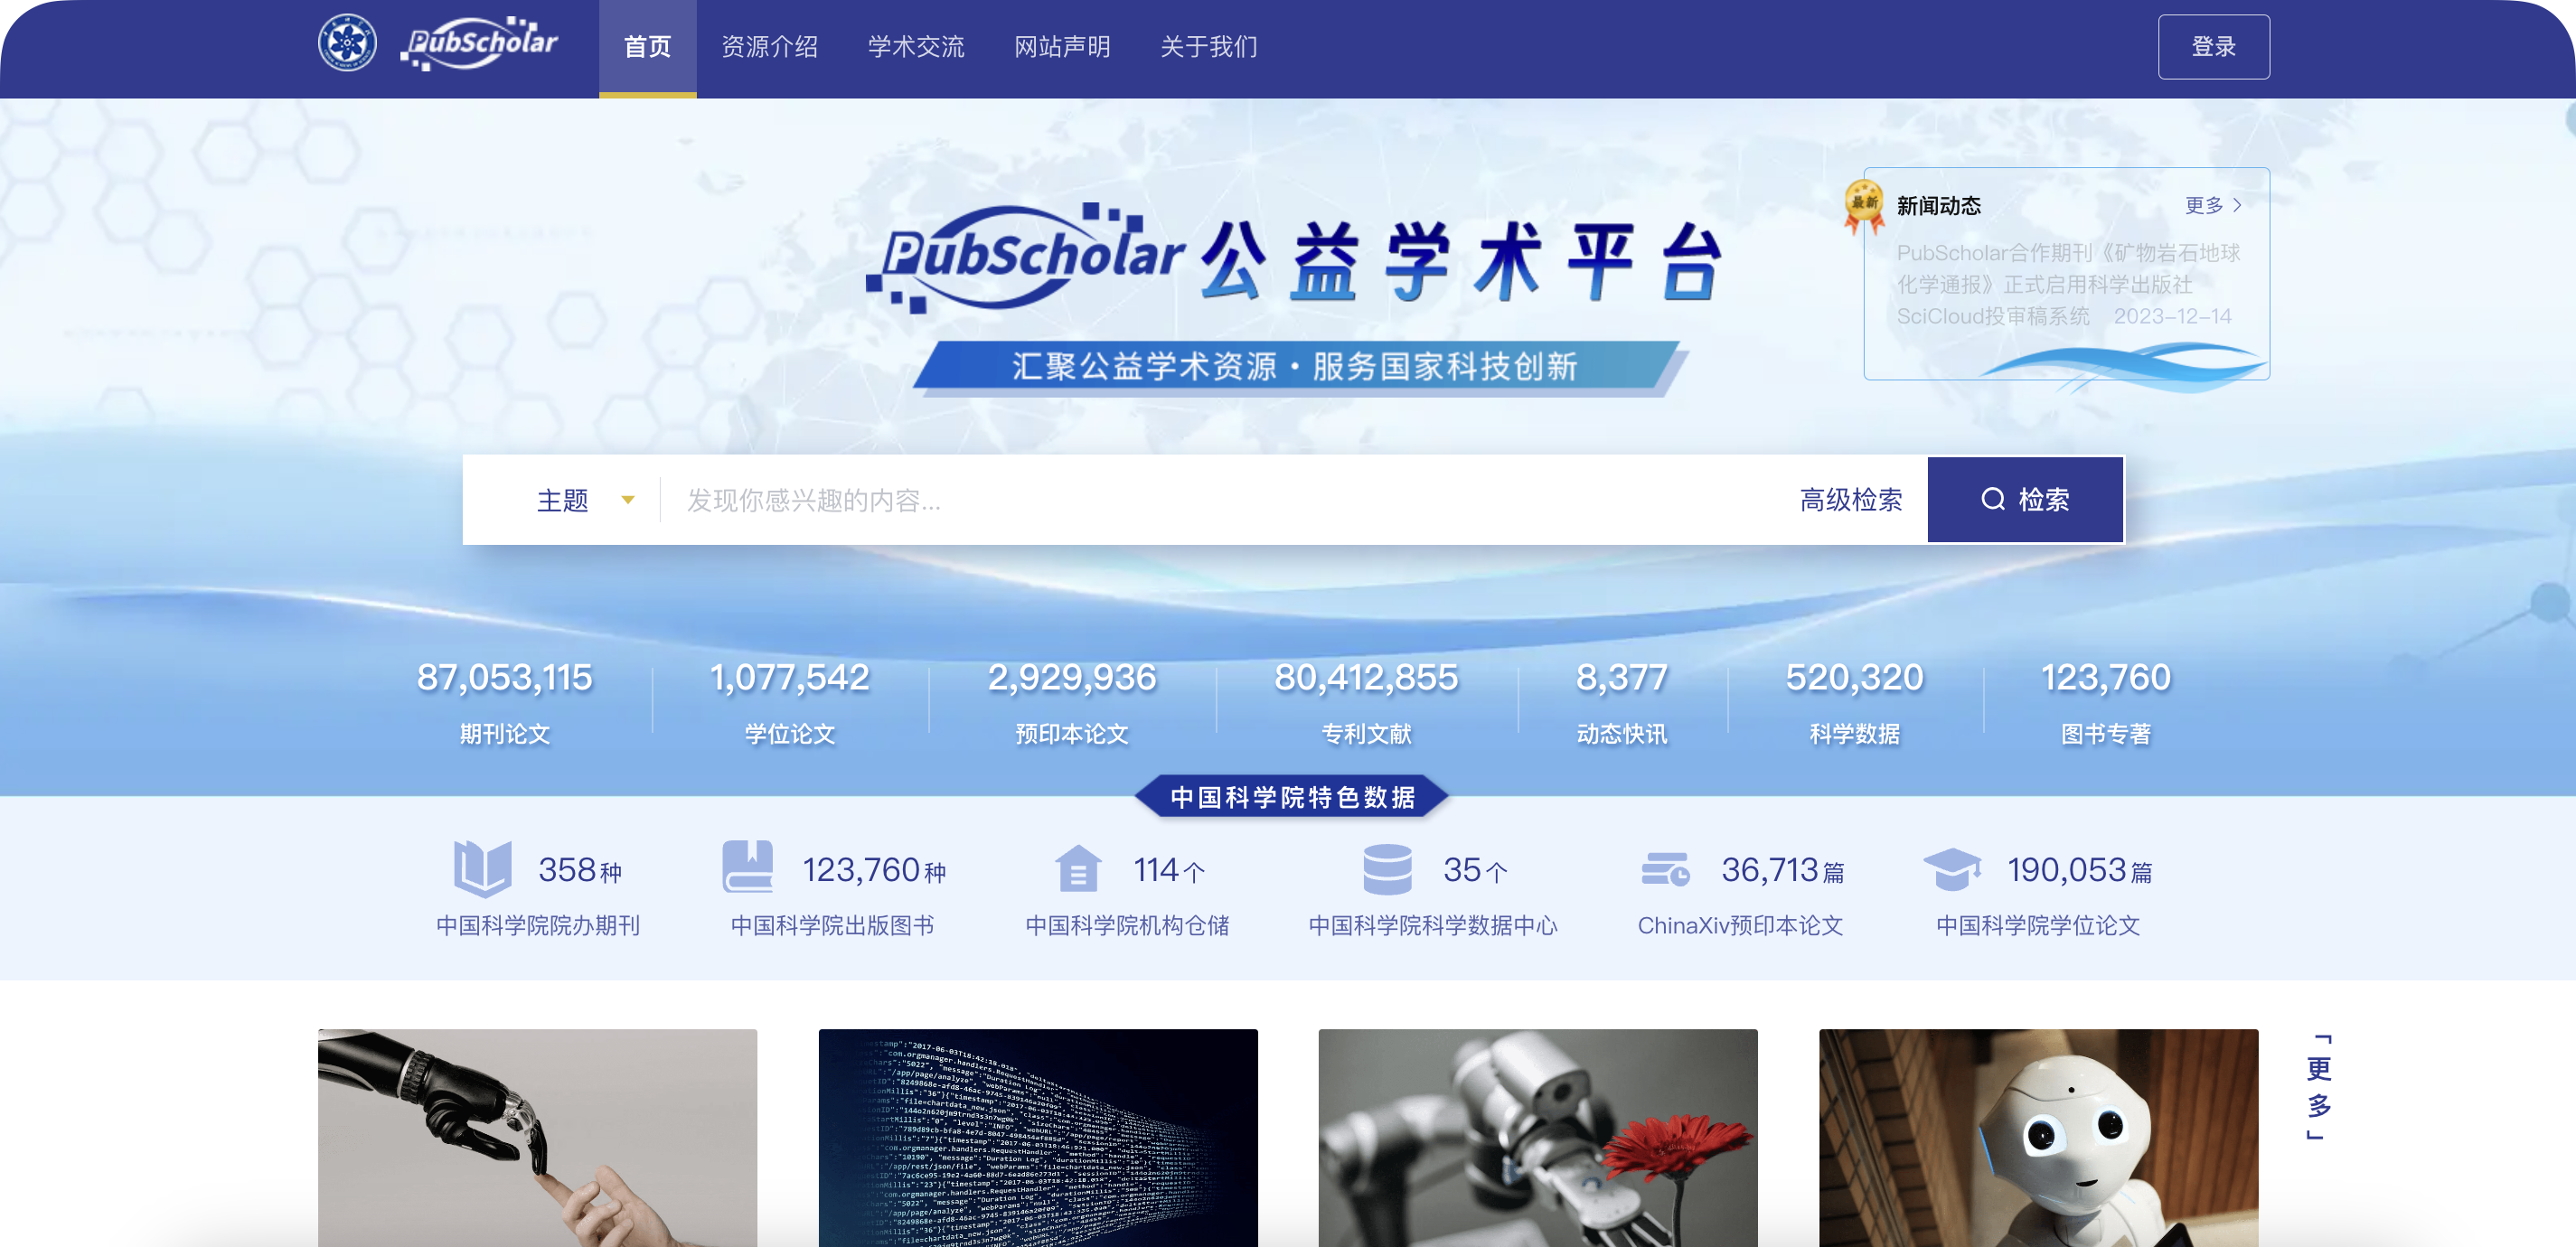 PubScholar
首页
资源介绍
学术交流
网站声明
关于我们
登录
PubScholar 公益学术平台
汇聚公益学术资源·服务国家科技创新
最新
新闻动态
更多 >
PubScholar合作期刊《矿物岩石地球
化学通报》正式启用科学出版社
SciCloud投审稿系统 2023-12-14
主题
发现你感兴趣的内容...
高级检索
检索
87,053,115
期刊论文
1,077,542
学位论文
2,929,936
预印本论文
80,412,855
专利文献
8,377
动态快讯
520,320
科学数据
123,760
图书专著
中国科学院特色数据
358种
中国科学院院办期刊
123,760种
中国科学院出版图书
114个
中国科学院机构仓储
35个
中国科学院科学数据中心
36,713篇
ChinaXiv预印本论文
190,053篇
中国科学院学位论文
「更多」